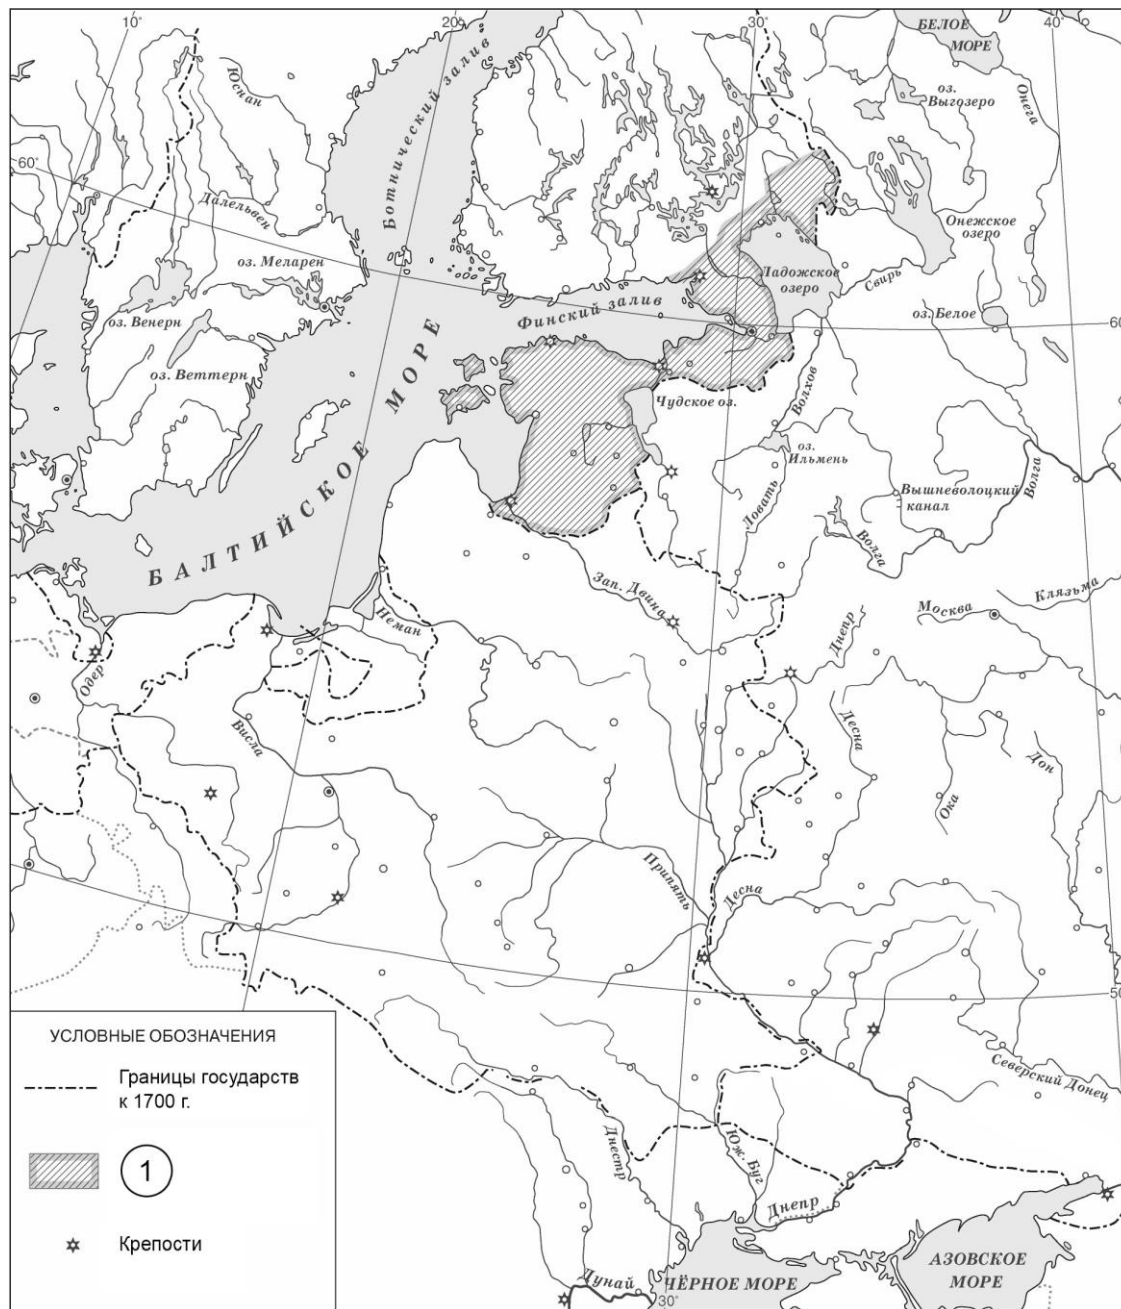 10°
20°
30°
40°
БЕЛОЕ
МОРЕ
оз.
Выгозеро
Онега
Юснан
Ботнический залив
60°
Далельвен
оз. Меларен
Онежское
озеро
Ладожское
озеро
Свирь
оз. Венерн
Финский залив
оз. Белое
60
оз. Веттерн
Чудское оз.
Волхов
оз.
Ильмень
Вышневолоцкий
канал
Волга
Ловать
Волга
БАЛТИЙСКОЕ МОРЕ
Зап. Двина
Клязьма
Москва
Неман
Днепр
Одер
Висла
Десна
Дон
Ока
Припять
Десна
50
УСЛОВНЫЕ ОБОЗНАЧЕНИЯ
Границы государств
к 1700 г.
1
Крепости
Северский Донец
Днестр
Юж. Буг
Днепр
Дунай
ЧЁРНОЕ МОРЕ
АЗОВСКОЕ
МОРЕ
30°